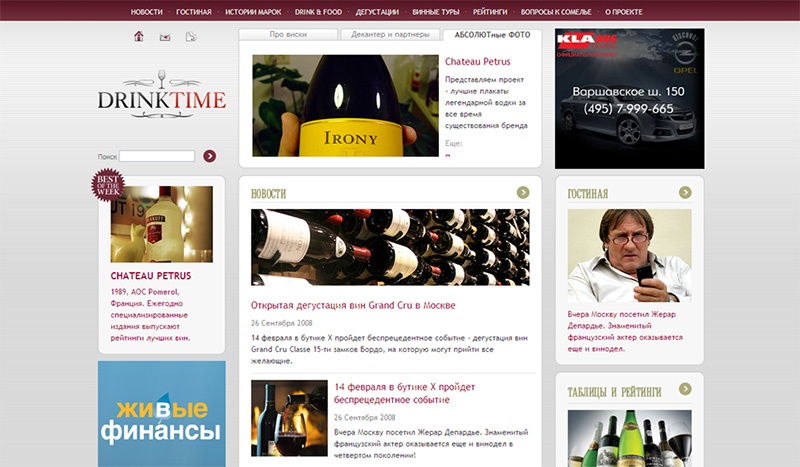 НОВОСТИ · ГОСТИНАЯ · ИСТОРИИ МАРОК · DRINK & FOOD · ДЕГУСТАЦИИ · ВИННЫЕ ТУРЫ · РЕЙТИНГИ · ВОПРОСЫ К СОМЕЛЬЕ · О ПРОЕКТЕ
DRINKTIME
Поиск
BEST
OF THE
WEEK
CHATEAU PETRUS
1989, AOC Pomerol,
Франция. Ежегодно
специализированные
издания выпускают
рейтинги лучших вин.
живые
финансы
Про виски
Декантер и партнеры
АБСОЛЮТные ФОТО
IRONY
Chateau Petrus
Представляем проект
- лучшие плакаты
легендарной водки за
все время
существования бренда
Еще:
НОВОСТИ
Открытая дегустация вин Grand Cru в Москве
26 Сентября 2008
14 февраля в бутике X пройдет беспрецедентное событие - дегустация вин
Grand Cru Classe 15-ти замков Бордо, на которую могут прийти все
желающие.
14 февраля в бутике X пройдет
беспрецедентное событие
26 Сентября 2008
Вчера Москву посетил Жерар Депардье. Знаменитый
французский актер оказывается еще и винодел в
четвертом поколении!
OPEL
Варшавское ш. 150
(495) 7-999-665
ГОСТИНАЯ
Вчера Москву посетил Жерар
Депардье. Знаменитый
французский актер оказывается
еще и винодел.
ТАБЛИЦЫ И РЕЙТИНГИ